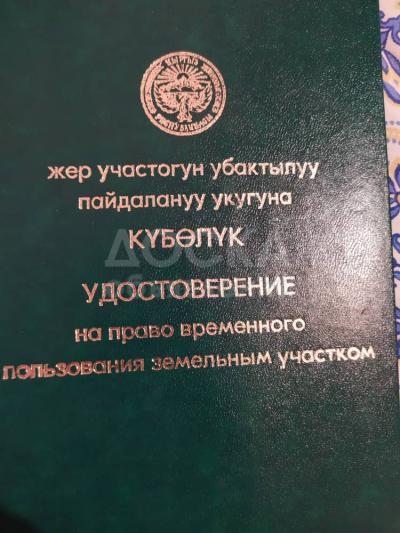 жер участогун убактылуу
пайдалануу укугуна
КҮБӨЛҮК
УДОСТОВЕРЕНИЕ
на право временного
пользования земельным участком